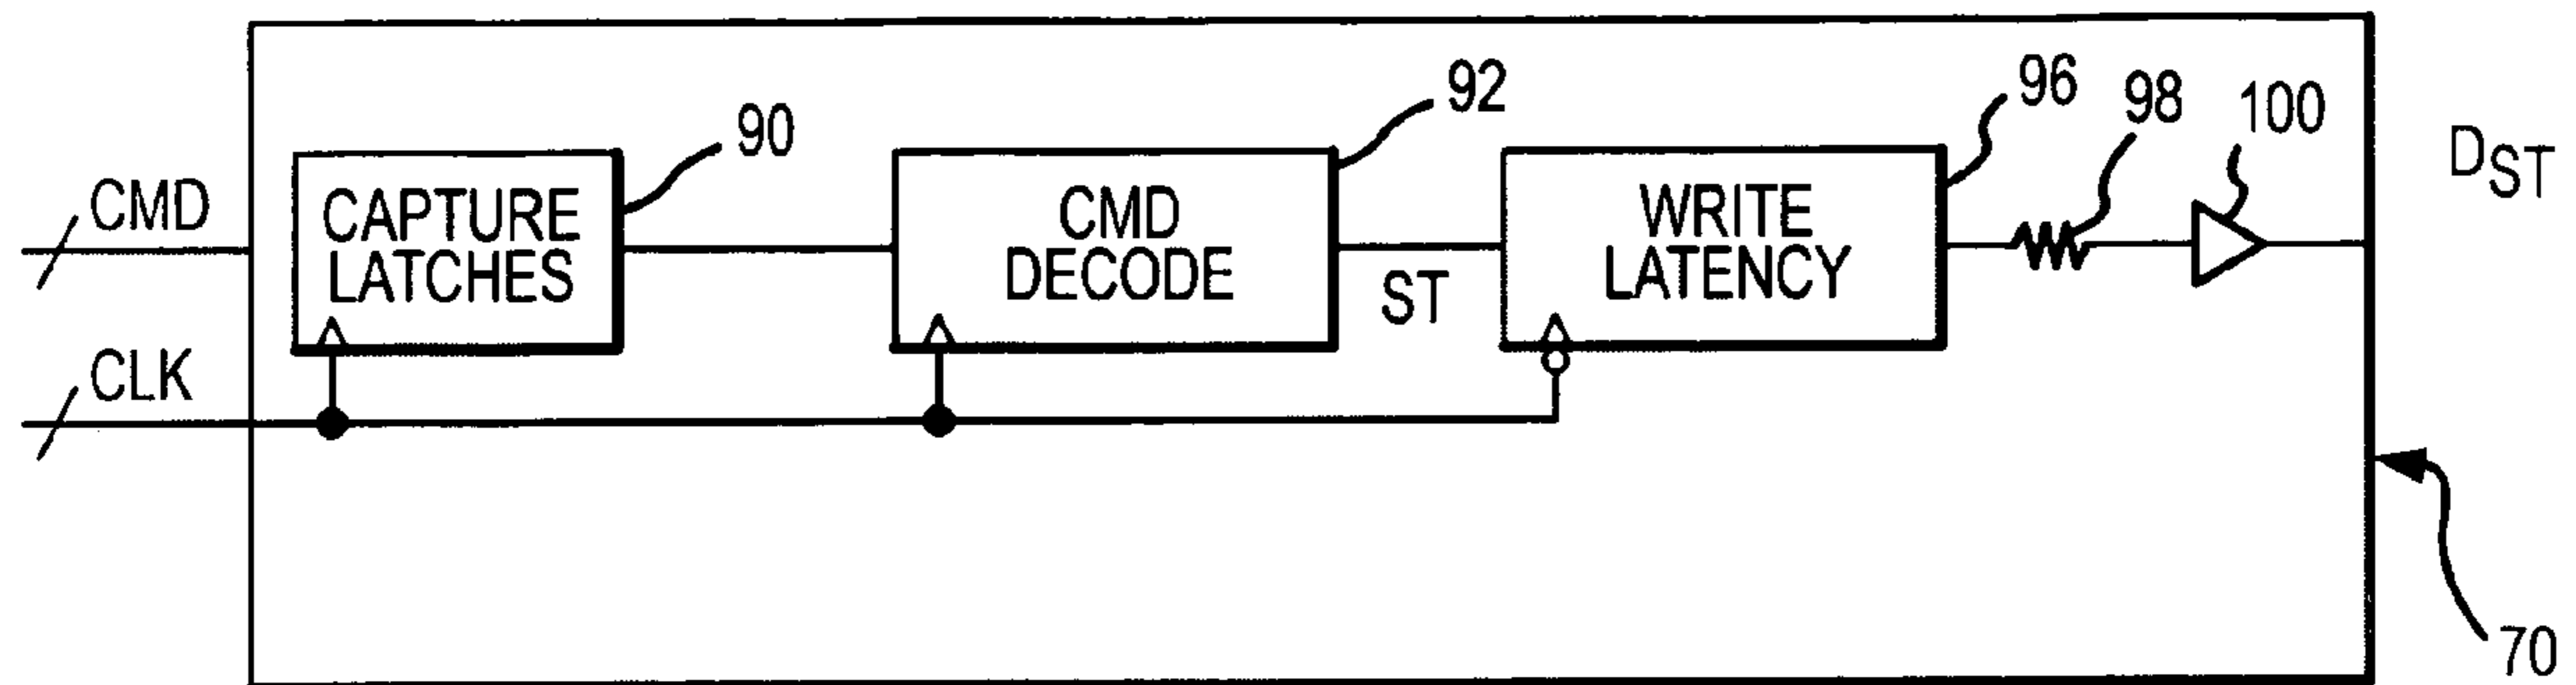 90
92
96
98
100
CMD
CAPTURE
LATCHES
CMD
DECODE
ST
WRITE
LATENCY
DST
CLK
70